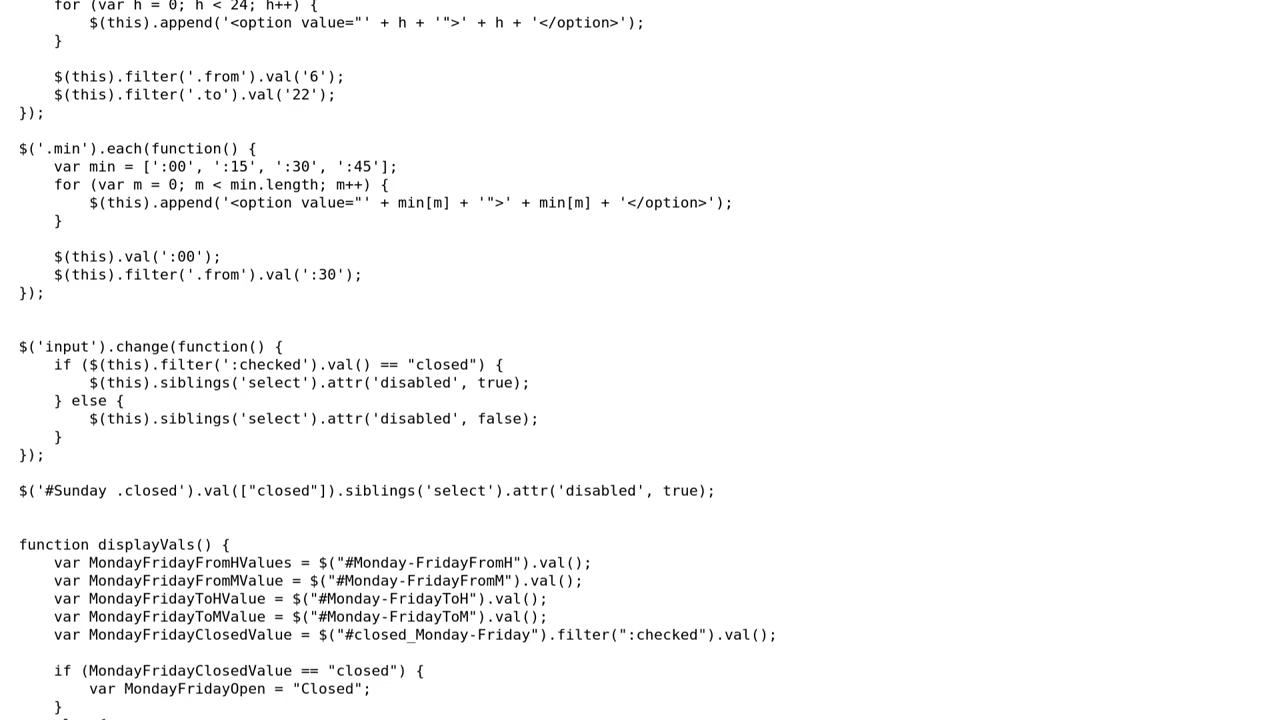 for (var h = 0; h < 24; h++) {
$(this).append('<option value="' + h + '">' + h + '</option>');
}
$(this).filter('.from').val('6');
$(this).filter('.to').val('22');
});
$('.min').each(function() {
var min = [':00', ':15', ':30', ':45'];
for (var m = 0; m < min.length; m++) {
$(this).append('<option value="' + min[m] + '">' + min[m] + '</option>');
}
$(this).val(':00');
$(this).filter('.from').val(':30');
});
$('input').change(function() {
if ($(this).filter(':checked').val() == "closed") {
$(this).siblings('select').attr('disabled', true);
} else {
$(this).siblings('select').attr('disabled', false);
}
});
$('#Sunday .closed').val(["closed"]).siblings('select').attr('disabled', true);
function displayVals() {
var MondayFridayFromHValues = $("#Monday-FridayFromH").val();
var MondayFridayFromMValue = $("#Monday-FridayFromM").val();
var MondayFridayToHValue = $("#Monday-FridayToH").val();
var MondayFridayToMValue = $("#Monday-FridayToM").val();
var MondayFridayClosedValue = $("#closed_Monday-Friday").filter(":checked").val();
if (MondayFridayClosedValue == "closed") {
var MondayFridayOpen = "Closed";
}